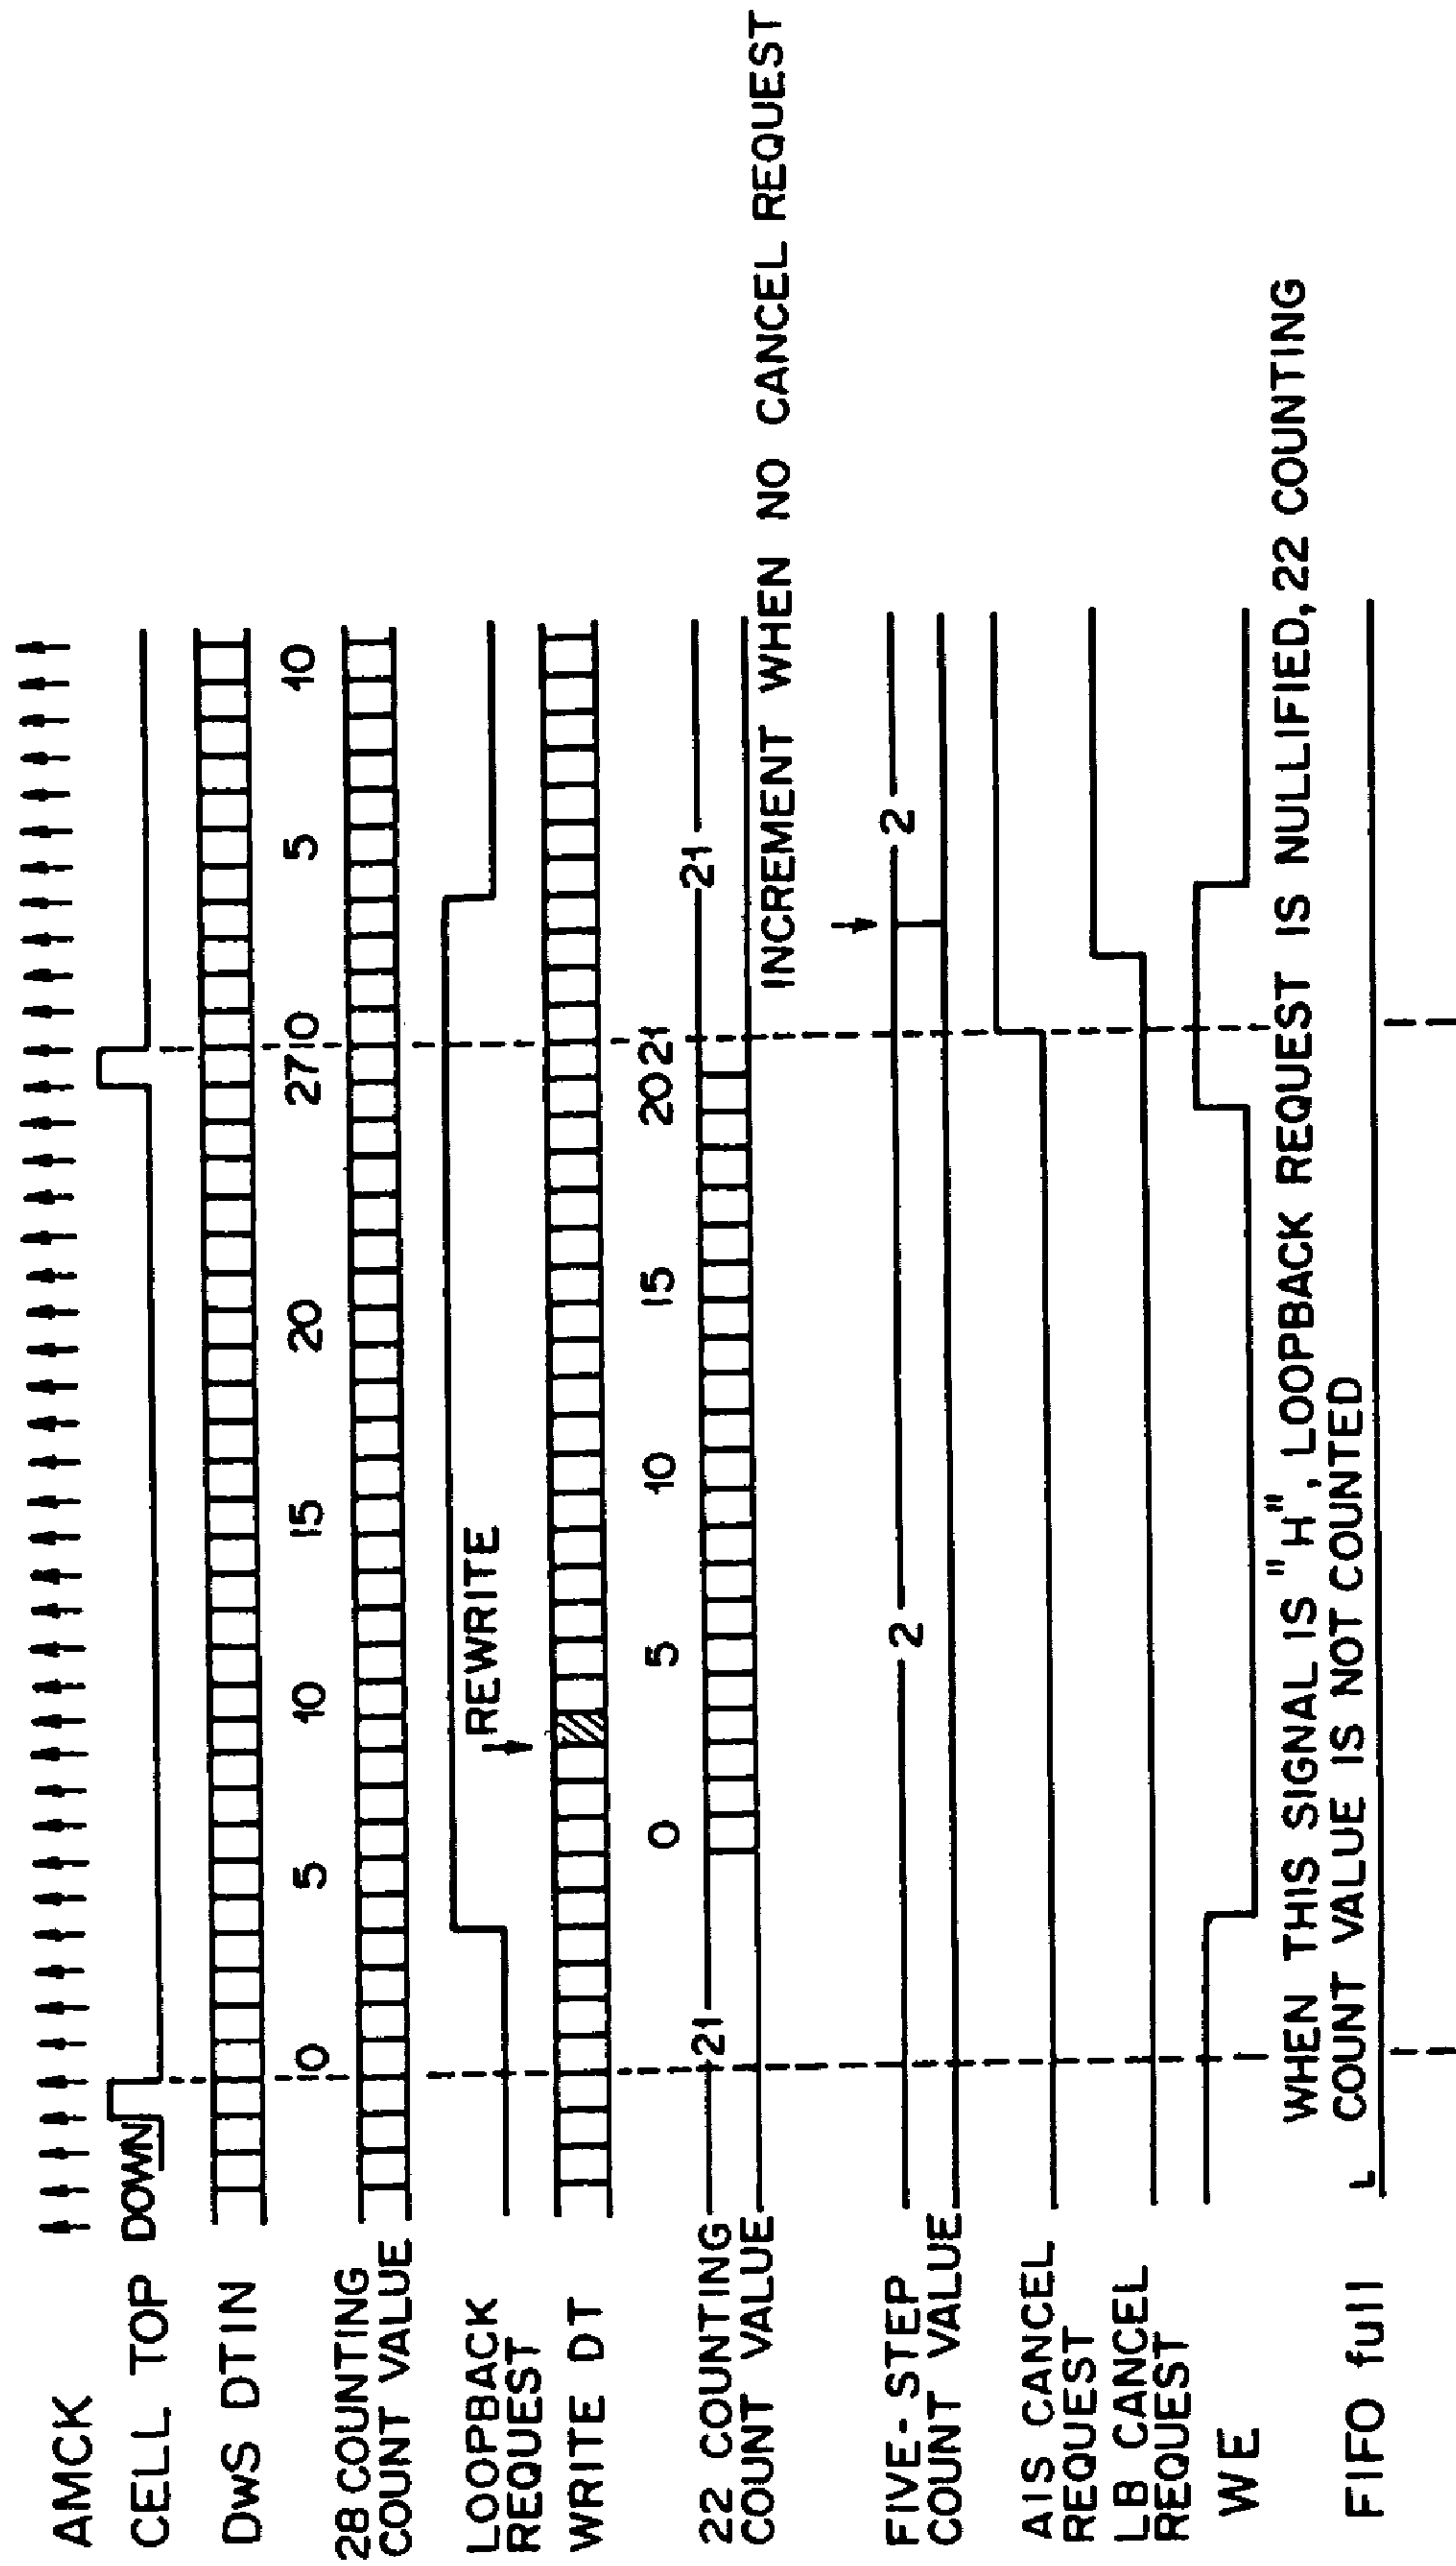 AMCK
CELL TOP DOWN
DWS DTIN
10 5 10 15 20 27 10 5 10
28 COUNTING
COUNT VALUE
LOOPBACK
REQUEST
REWRITE
WRITE DT
0 5 10 15 20 21
22 COUNTING
COUNT VALUE
21 21
INCREMENT WHEN NO CANCEL REQUEST
FIVE-STEP
COUNT VALUE
2 2
AIS CANCEL
REQUEST
LB CANCEL
REQUEST
WE
WHEN THIS SIGNAL IS "H", LOOPBACK REQUEST IS NULLIFIED, 22 COUNTING
COUNT VALUE IS NOT COUNTED
FIFO full L